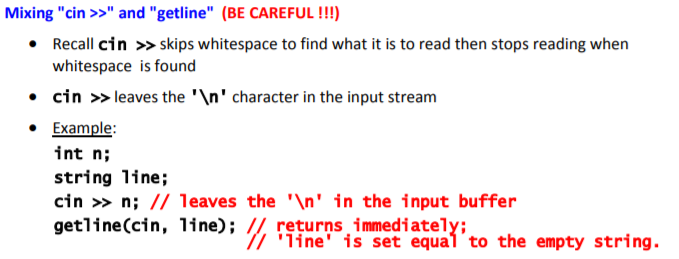 Mixing "cin >>" and "getline" (BE CAREFUL !!!)
• Recall cin >> skips whitespace to find what it is to read then stops reading when
whitespace is found
• cin >> leaves the '\n' character in the input stream
• Example:
int n;
string line;
cin >> n; // leaves the '\n' in the input buffer
getline(cin, line); // returns immediately;
// 'line' is set equal to the empty string.